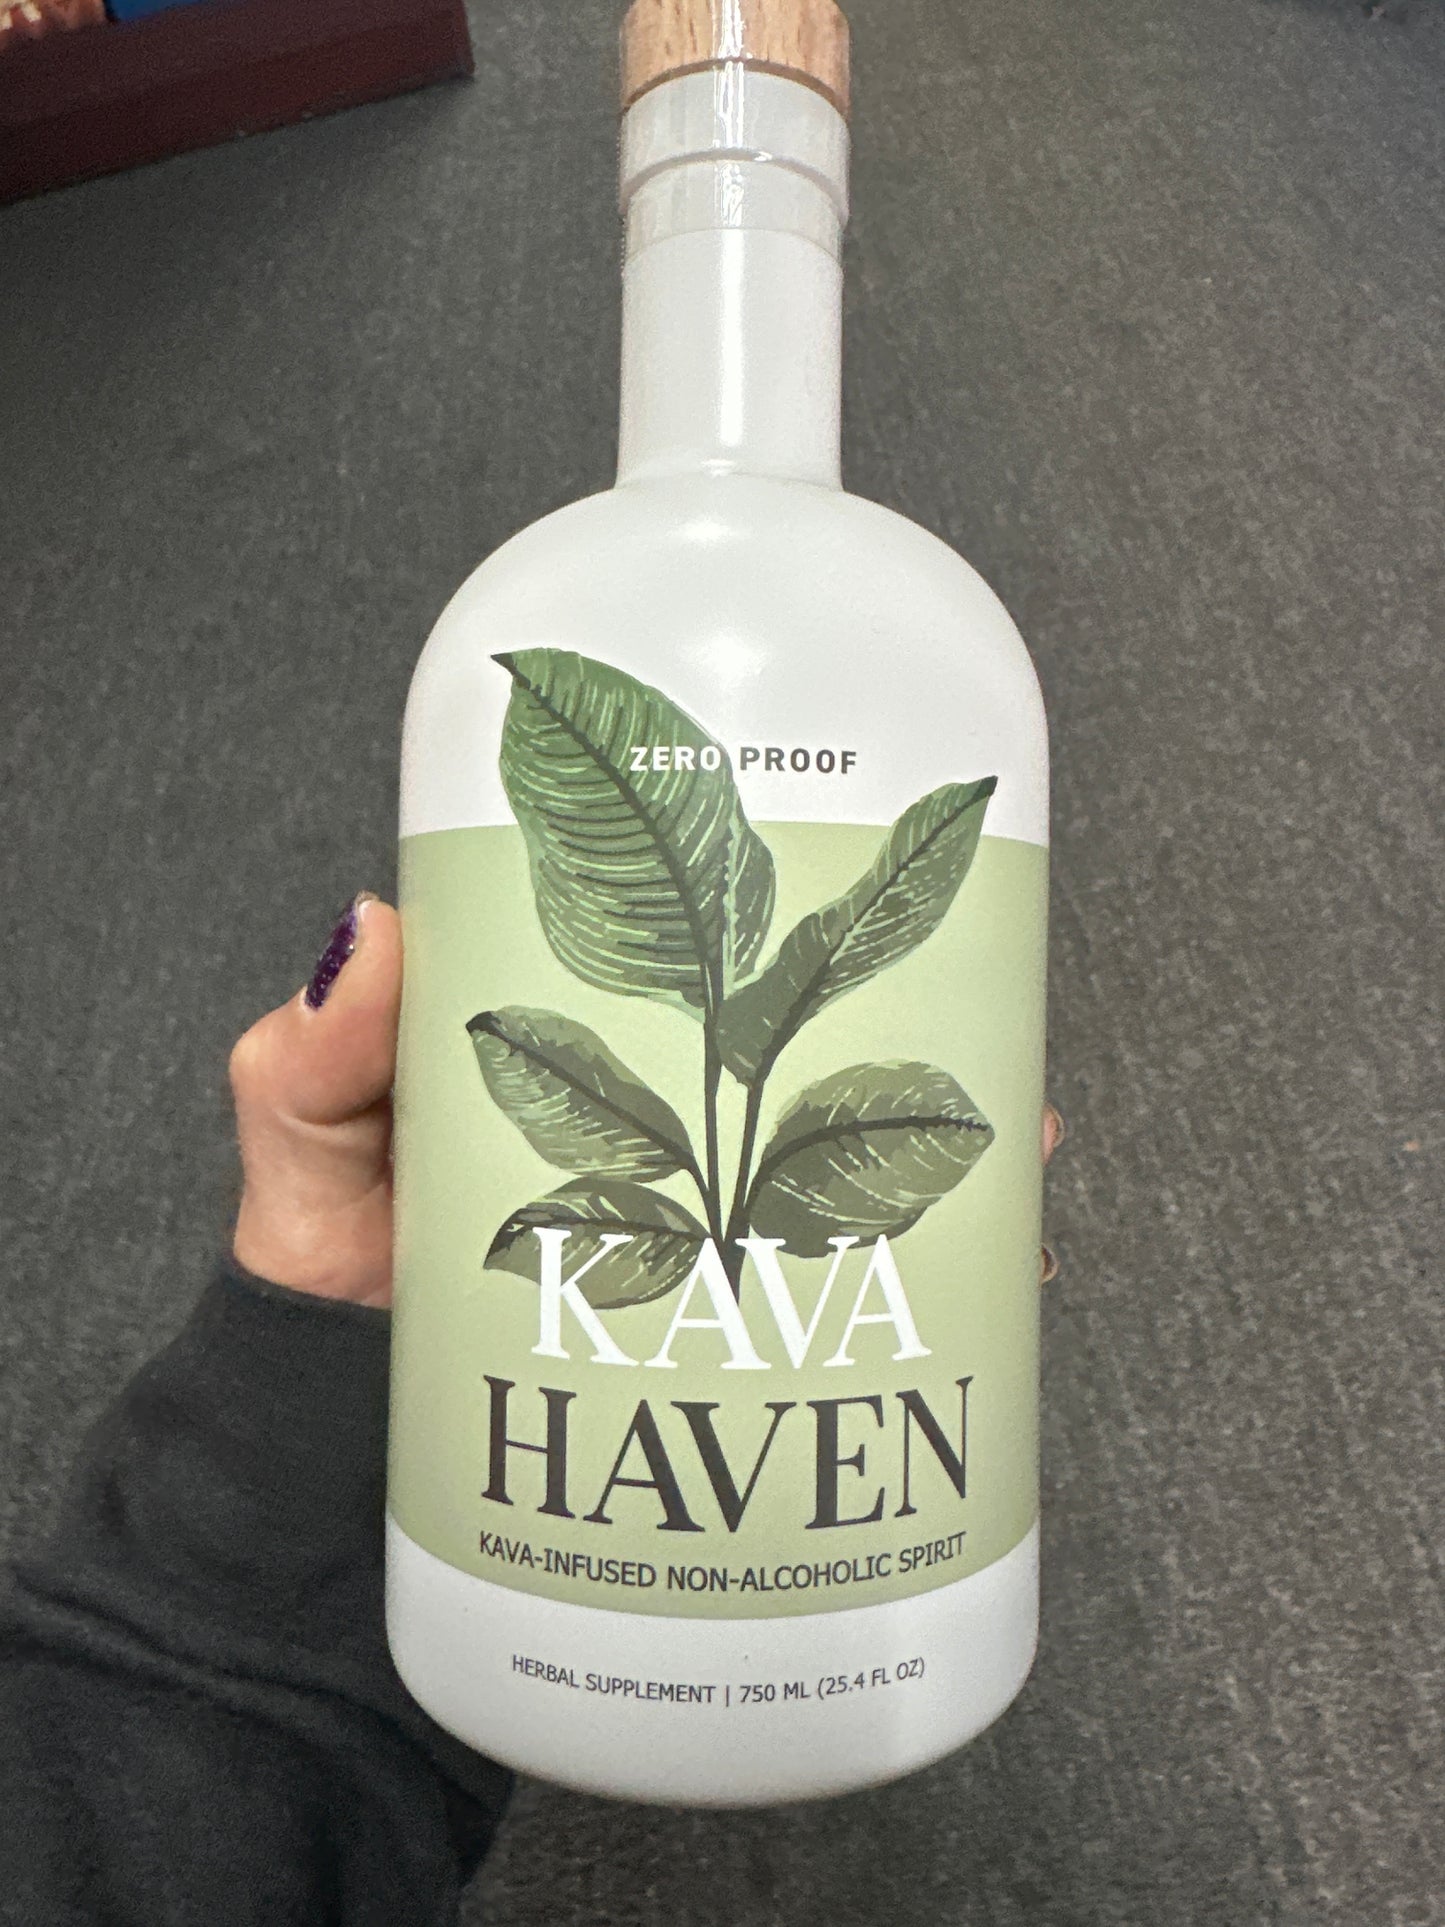 ZERO PROOF
KAVA
HAVEN
KAVA-INFUSED NON-ALCOHOLIC SPIRIT
HERBAL SUPPLEMENT | 750 ML (25.4 FL OZ)